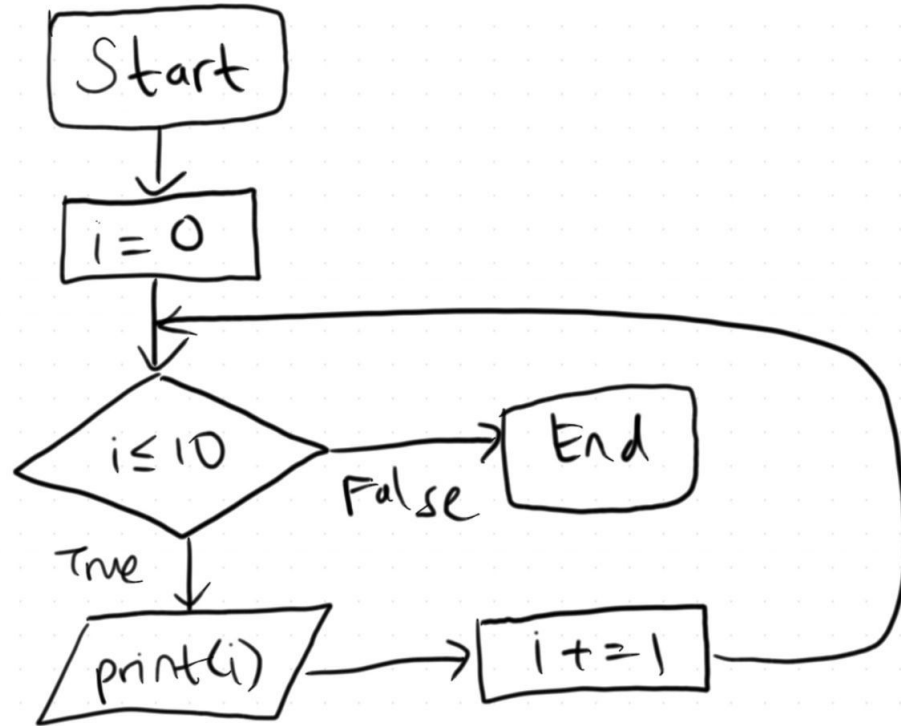 Start
i = 0
i ≤ 10
End
False
True
print(i)
i += 1